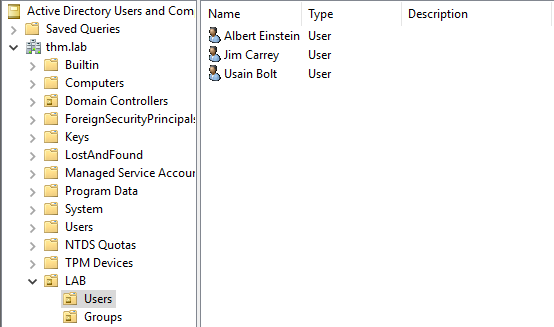 Active Directory Users and Com
Saved Queries
thm.lab
Builtin
Computers
Domain Controllers
ForeignSecurityPrincipals
Keys
LostAndFound
Managed Service Accour
Program Data
System
Users
NTDS Quotas
TPM Devices
LAB
Users
Groups
Name Type Description
Albert Einstein User
Jim Carrey User
Usain Bolt User